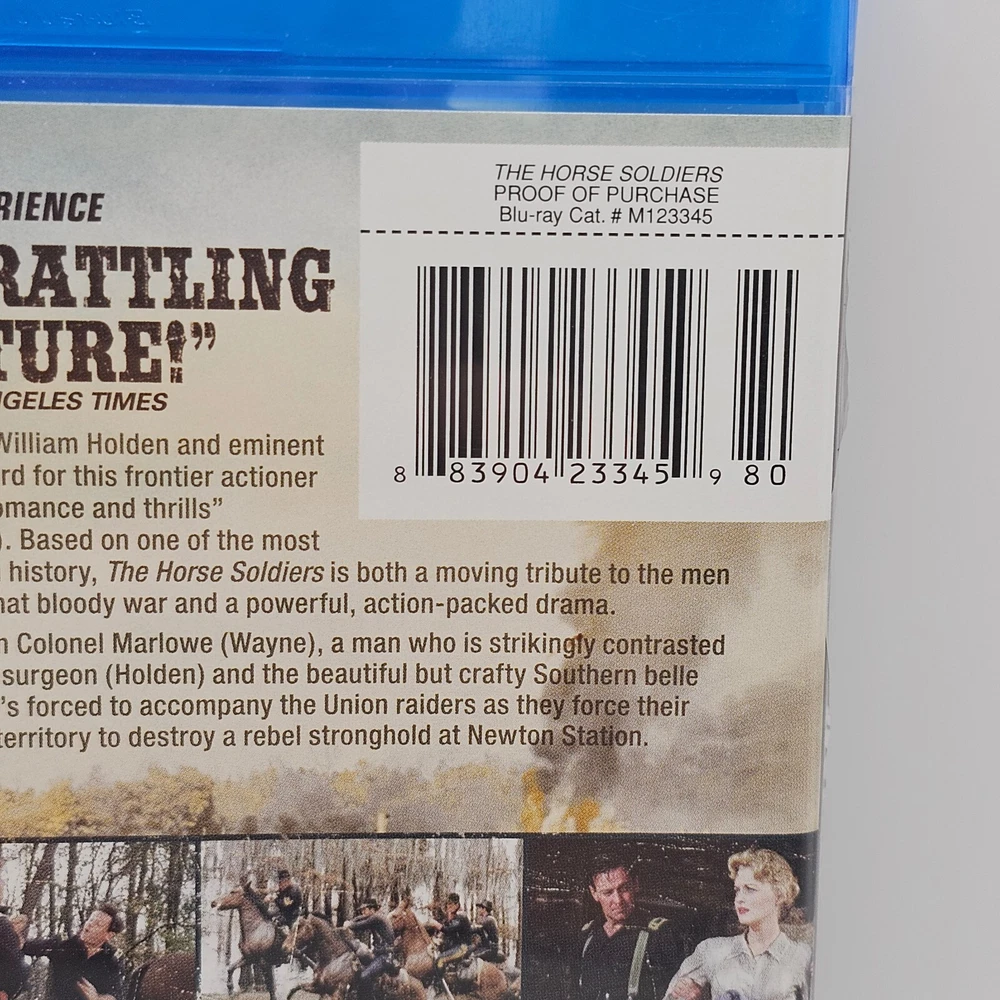 THE HORSE SOLDIERS
PROOF OF PURCHASE
Blu-ray Cat. # M123345
8 83904 23345 9 80
RIENCE
RATTLING
TURE!”
GELES TIMES
William Holden and eminent
rd for this frontier actioner
omance and thrills”
). Based on one of the most
history, The Horse Soldiers is both a moving tribute to the men
hat bloody war and a powerful, action-packed drama.
n Colonel Marlowe (Wayne), a man who is strikingly contrasted
surgeon (Holden) and the beautiful but crafty Southern belle
's forced to accompany the Union raiders as they force their
territory to destroy a rebel stronghold at Newton Station.